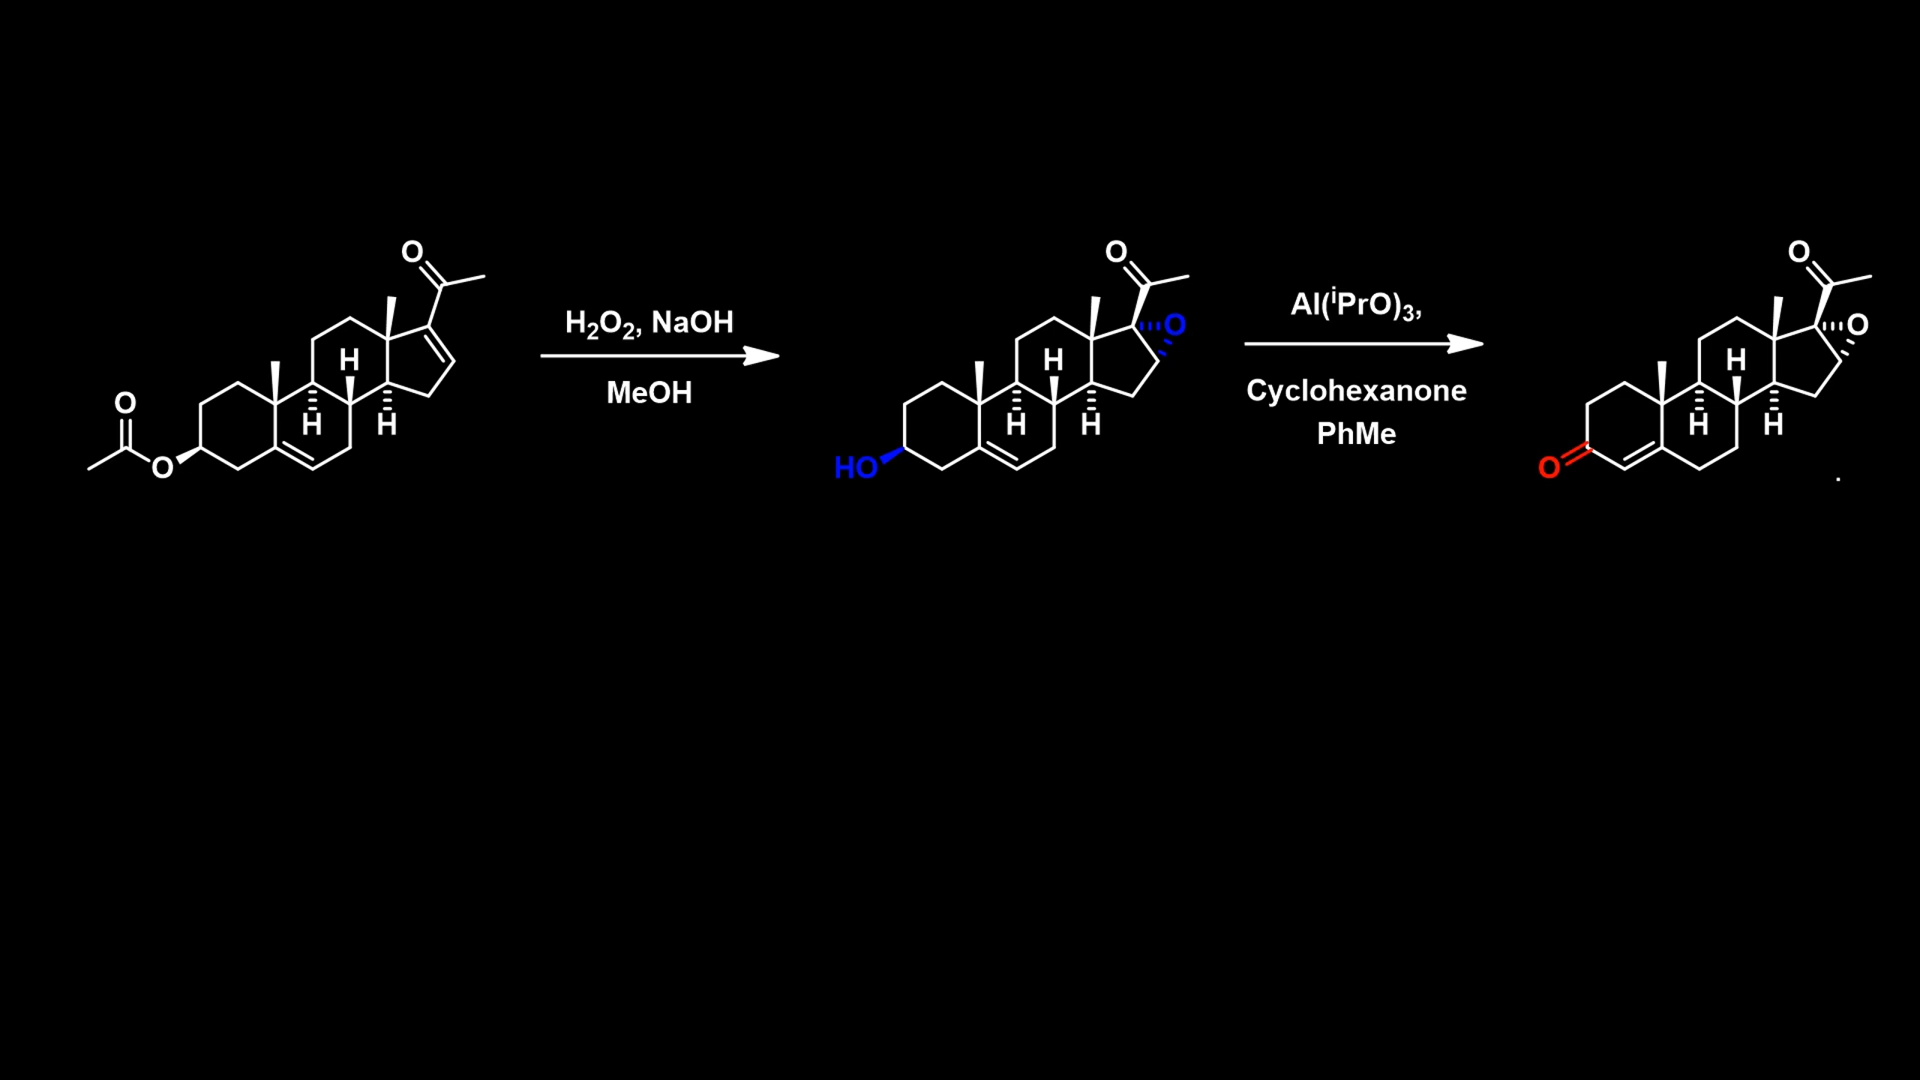 O
H
O
H
H
O
H₂O₂, NaOH
MeOH
O
O
H
H
H
HO
Al(ⁱPrO)₃,
Cyclohexanone
PhMe
O
O
H
H
H
O
.